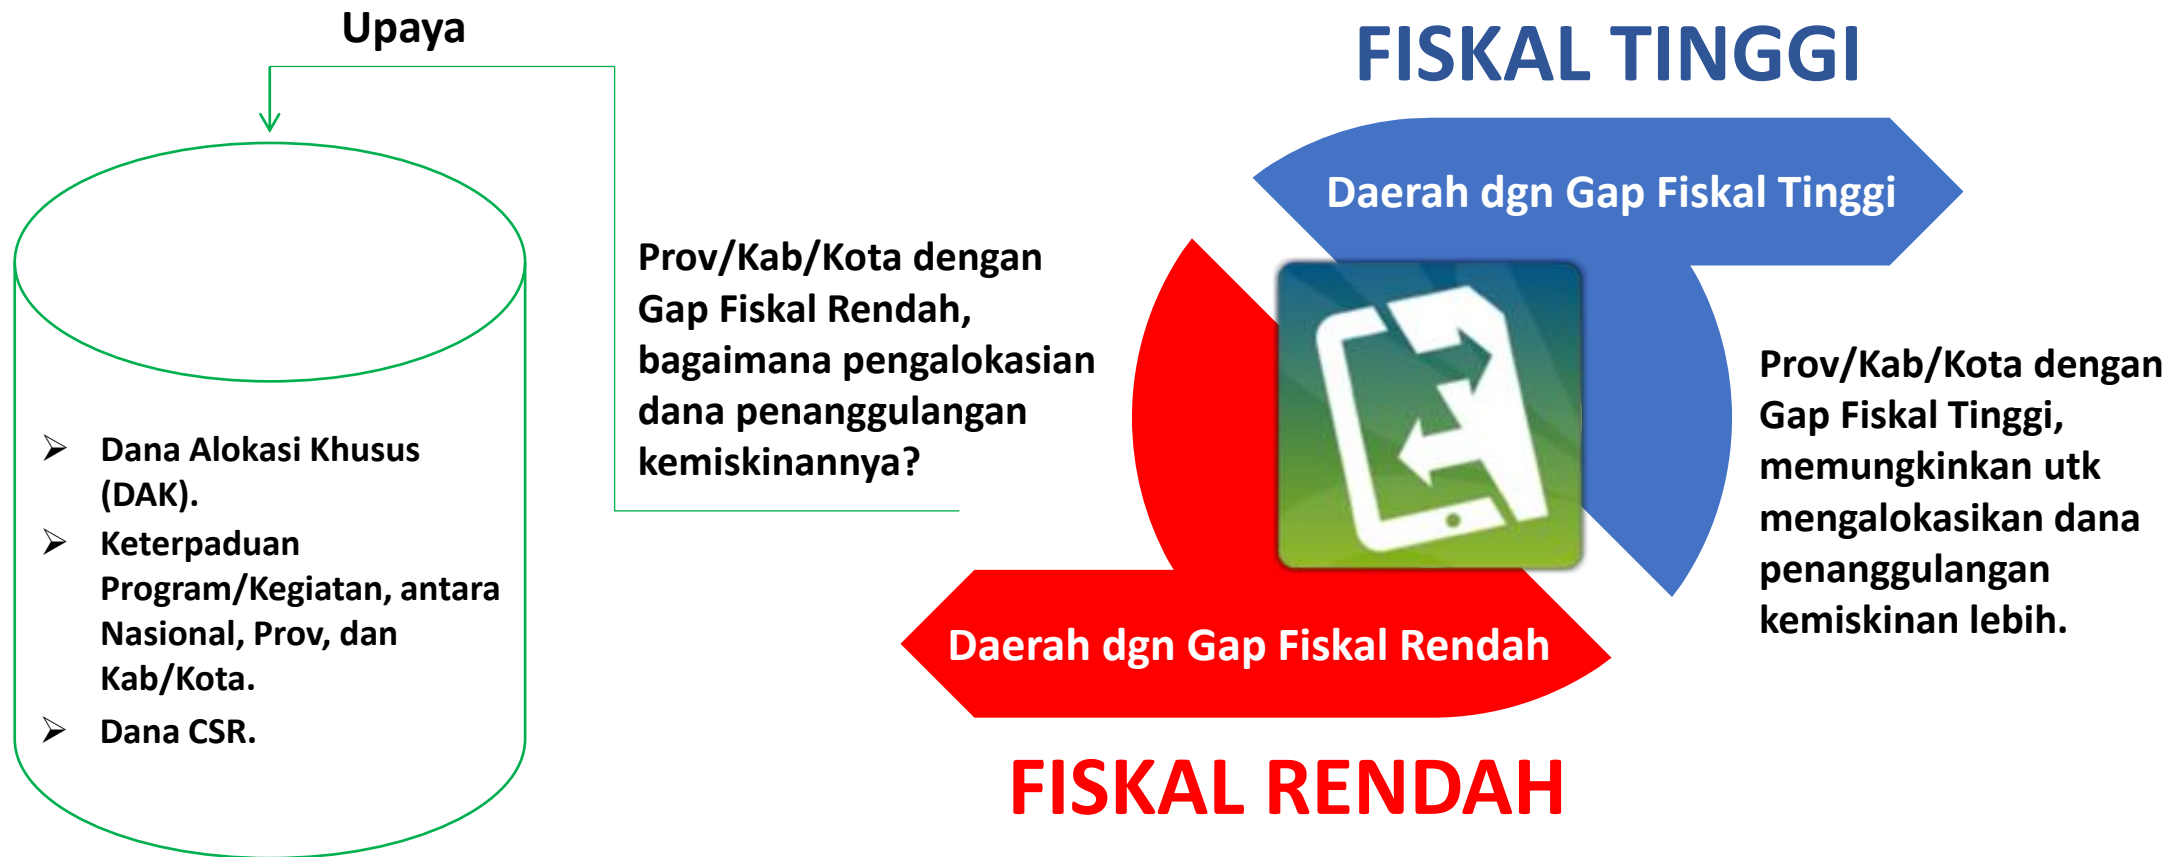 Upaya
➢ Dana Alokasi Khusus
(DAK).
➢ Keterpaduan
Program/Kegiatan, antara
Nasional, Prov, dan
Kab/Kota.
➢ Dana CSR.
Prov/Kab/Kota dengan
Gap Fiskal Rendah,
bagaimana pengalokasian
dana penanggulangan
kemiskinannya?
FISKAL TINGGI
Daerah dgn Gap Fiskal Tinggi
Prov/Kab/Kota dengan
Gap Fiskal Tinggi,
memungkinkan utk
mengalokasikan dana
penanggulangan
kemiskinan lebih.
Daerah dgn Gap Fiskal Rendah
FISKAL RENDAH